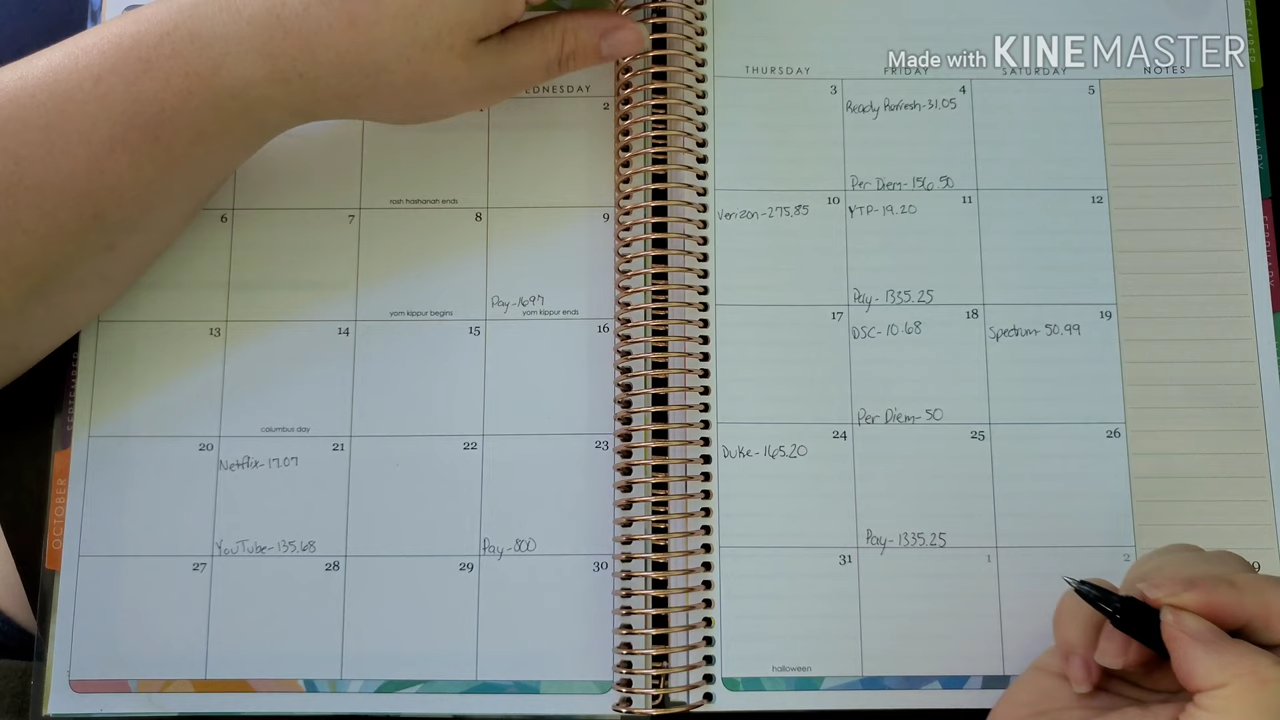 Made with KINEMASTER
THURSDAY FRIDAY SATURDAY NOTES
2
rosh hashanah ends
3
4
Ready Refresh-31.05
Per Diem-156.50
5
6
7
8
yom kippur begins
9
Pay-1697
yom kippur ends
10
Verizon-275.85
11
YTP-19.20
Pay-1335.25
12
13
14
columbus day
15
16
17
18
DSC-10.68
Per Diem-50
19
Spectrum-50.99
20
21
Netflix-17.07
YouTube-135.68
22
23
Pay-800
24
Duke-165.20
25
Pay-1335.25
26
27
28
29
30
31
halloween
1
2
SEPTEMBER
OCTOBER
JANUARY
FEBRUARY